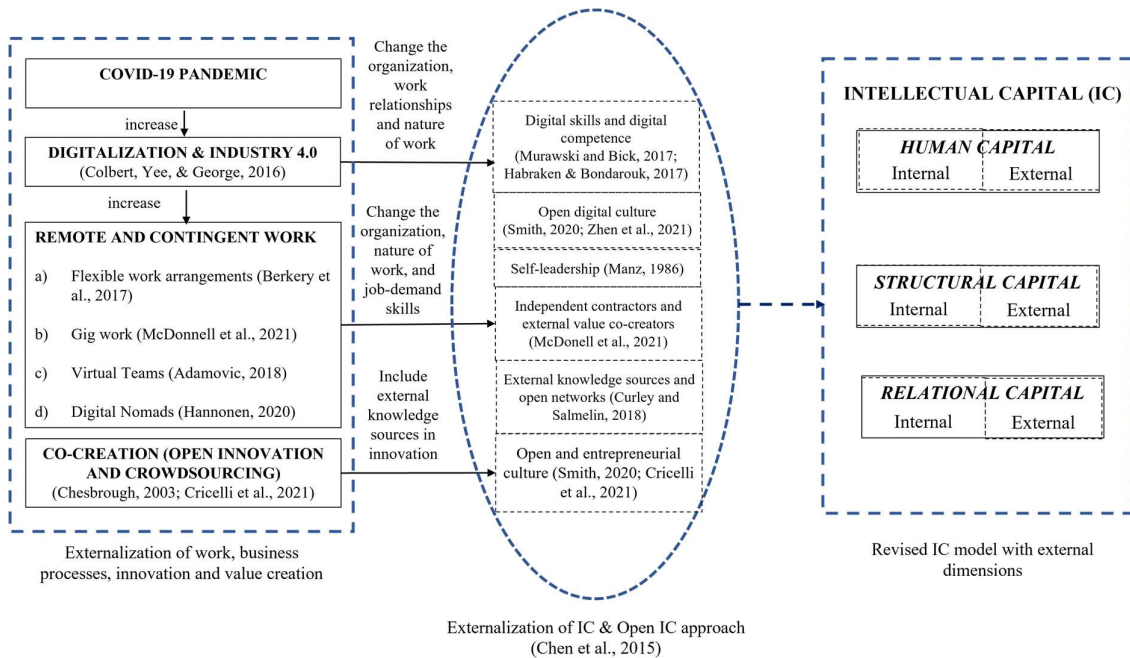 COVID-19 PANDEMIC
increase
DIGITALIZATION & INDUSTRY 4.0
(Colbert, Yee, & George, 2016)
increase
REMOTE AND CONTINGENT WORK
a) Flexible work arrangements (Berkery et
al., 2017)
b) Gig work (McDonnell et al., 2021)
c) Virtual Teams (Adamovic, 2018)
d) Digital Nomads (Hannonen, 2020)
CO-CREATION (OPEN INNOVATION
AND CROWDSOURCING)
(Chesbrough, 2003; Cricelli et al., 2021)
Externalization of work, business
processes, innovation and value creation
Change the
organization,
work
relationships
and nature
of work
Change the
organization,
nature of
work, and
job-demand
skills
Include
external
knowledge
sources in
innovation
Digital skills and digital
competence
(Murawski and Bick, 2017;
Habraken & Bondarouk, 2017)
Open digital culture
(Smith, 2020; Zhen et al., 2021)
Self-leadership (Manz, 1986)
Independent contractors and
external value co-creators
(McDonell et al., 2021)
External knowledge sources and
open networks (Curley and
Salmelin, 2018)
Open and entrepreneurial
culture (Smith, 2020; Cricelli
et al., 2021)
Externalization of IC & Open IC approach
(Chen et al., 2015)
INTELLECTUAL CAPITAL (IC)
HUMAN CAPITAL
Internal External
STRUCTURAL CAPITAL
Internal External
RELATIONAL CAPITAL
Internal External
Revised IC model with external
dimensions